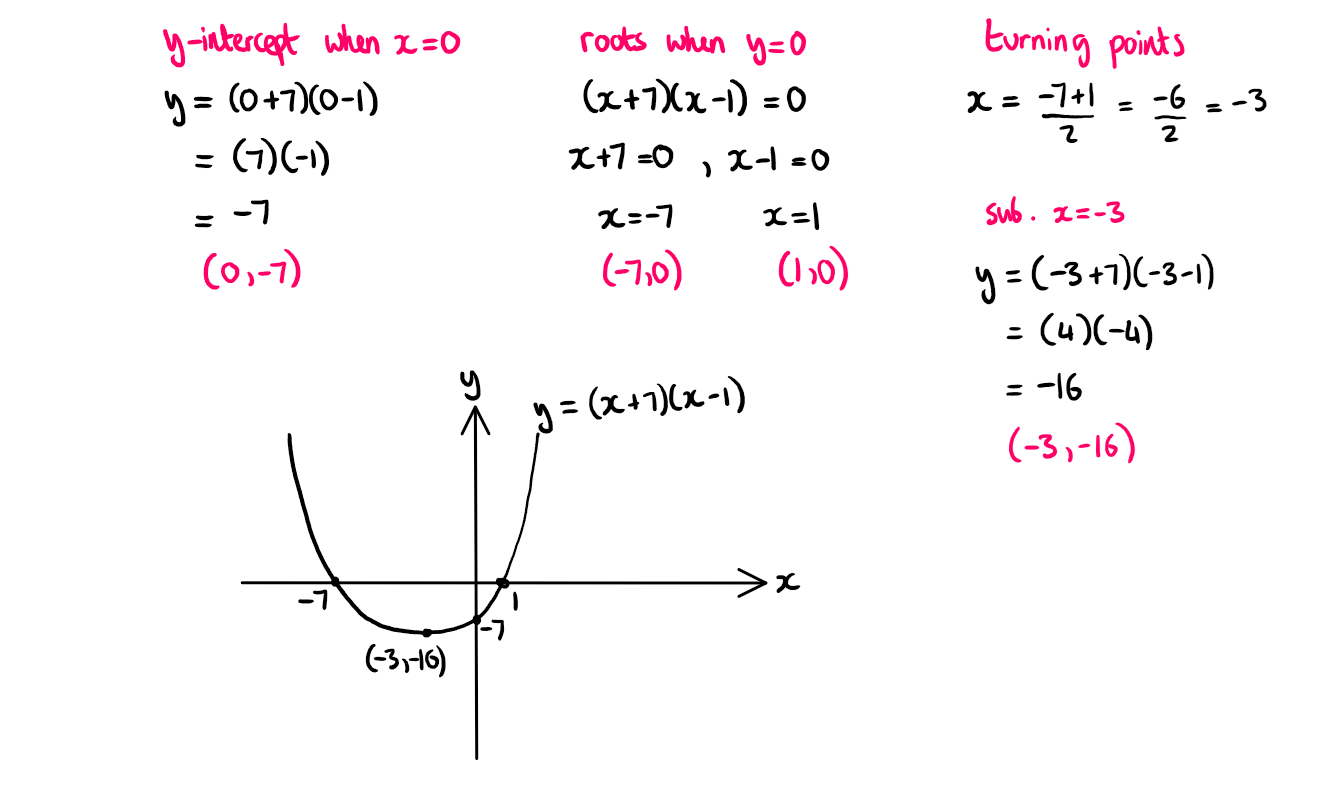 y-intercept when x=0
y = (0+7)(0-1)
= (7)(-1)
= -7
(0,-7)
roots when y=0
(x+7)(x-1) = 0
x+7=0 , x-1=0
x=-7 x=1
(-7,0) (1,0)
turning points
x = \frac{-7+1}{2} = \frac{-6}{2} = -3
sub. x=-3
y = (-3+7)(-3-1)
= (4)(-4)
= -16
(-3,-16)
y
y = (x+7)(x-1)
x
-7
1
-7
(-3,-16)